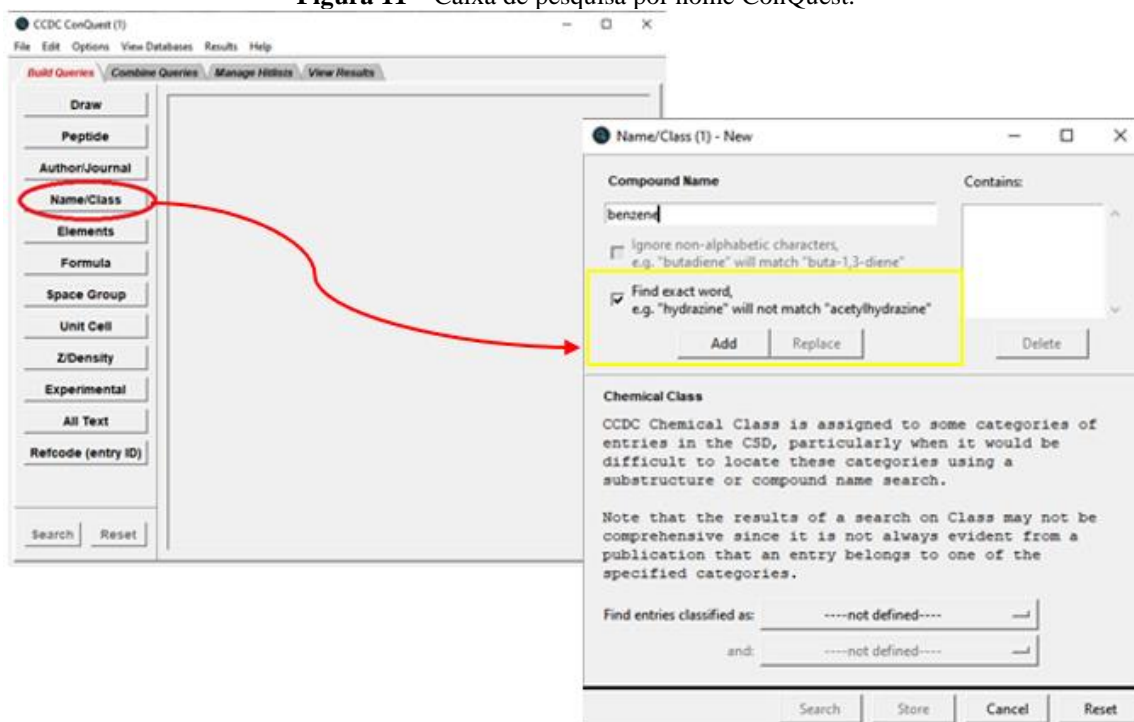 Figura 11 – Caixa de pesquisa por nome ConQuest.
CCDC ConQuest (1)
File Edit Options View Databases Results Help
Build Queries Combine Queries Manage Hitlists View Results
Draw
Peptide
Author/Journal
Name/Class
Elements
Formula
Space Group
Unit Cell
Z/Density
Experimental
All Text
Refcode (entry ID)
Search Reset
Name/Class (1) - New
Compound Name Contains:
benzene
Ignore non-alphabetic characters,
e.g. "butadiene" will match "buta-1,3-diene"
Find exact word,
e.g. "hydrazine" will not match "acetylhydrazine"
Add Replace Delete
Chemical Class
CCDC Chemical Class is assigned to some categories of
entries in the CSD, particularly when it would be
difficult to locate these categories using a
substructure or compound name search.
Note that the results of a search on Class may not be
comprehensive since it is not always evident from a
publication that an entry belongs to one of the
specified categories.
Find entries classified as: ----not defined----
and: ----not defined----
Search Store Cancel Reset